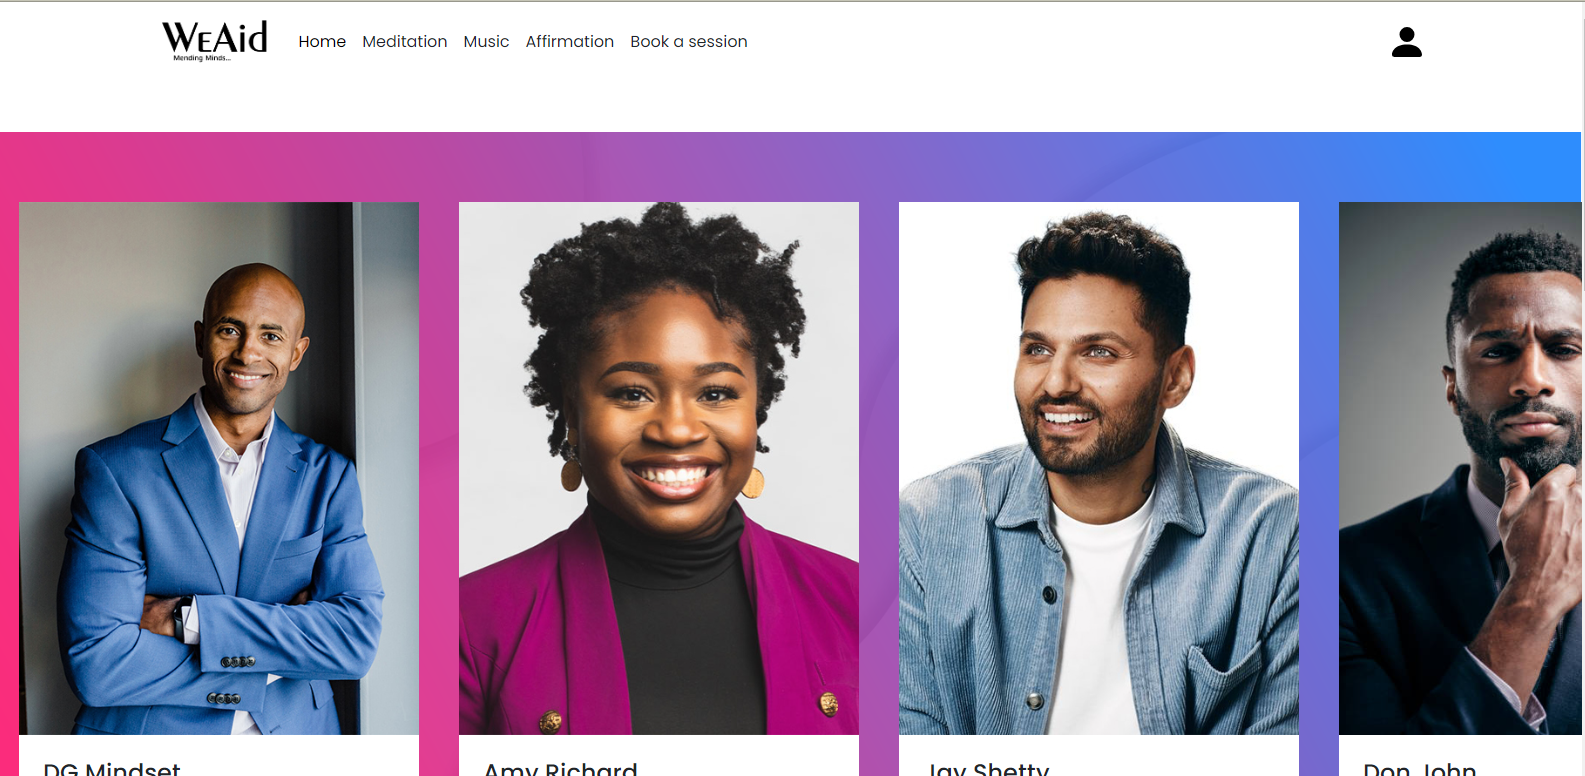 WEAid
Mending Minds...
Home Meditation Music Affirmation Book a session
DG Mindset
Amy Richard
Jay Shetty
Don John